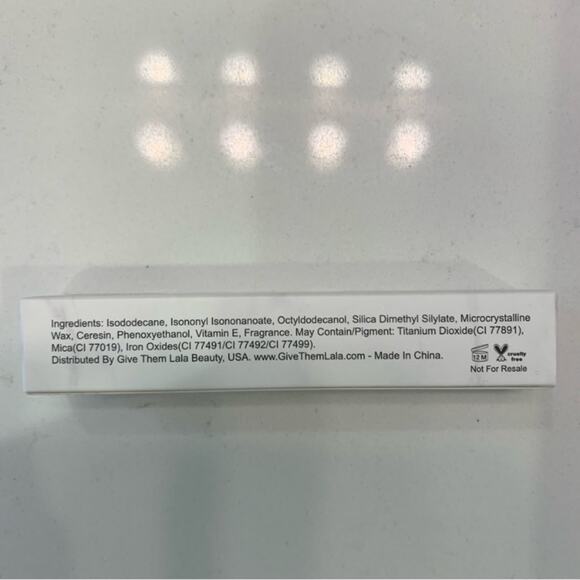 Ingredients: Isododecane, Isononyl Isononanoate, Octyldodecanol, Silica Dimethyl Silylate, Microcrystalline
Wax, Ceresin, Phenoxyethanol, Vitamin E, Fragrance. May Contain/Pigment: Titanium Dioxide(CI 77891),
Mica(CI 77019), Iron Oxides(CI 77491/CI 77492/CI 77499).
Distributed By Give Them Lala Beauty, USA. www.GiveThemLala.com - Made In China.
12 M
cruelty
free
Not For Resale